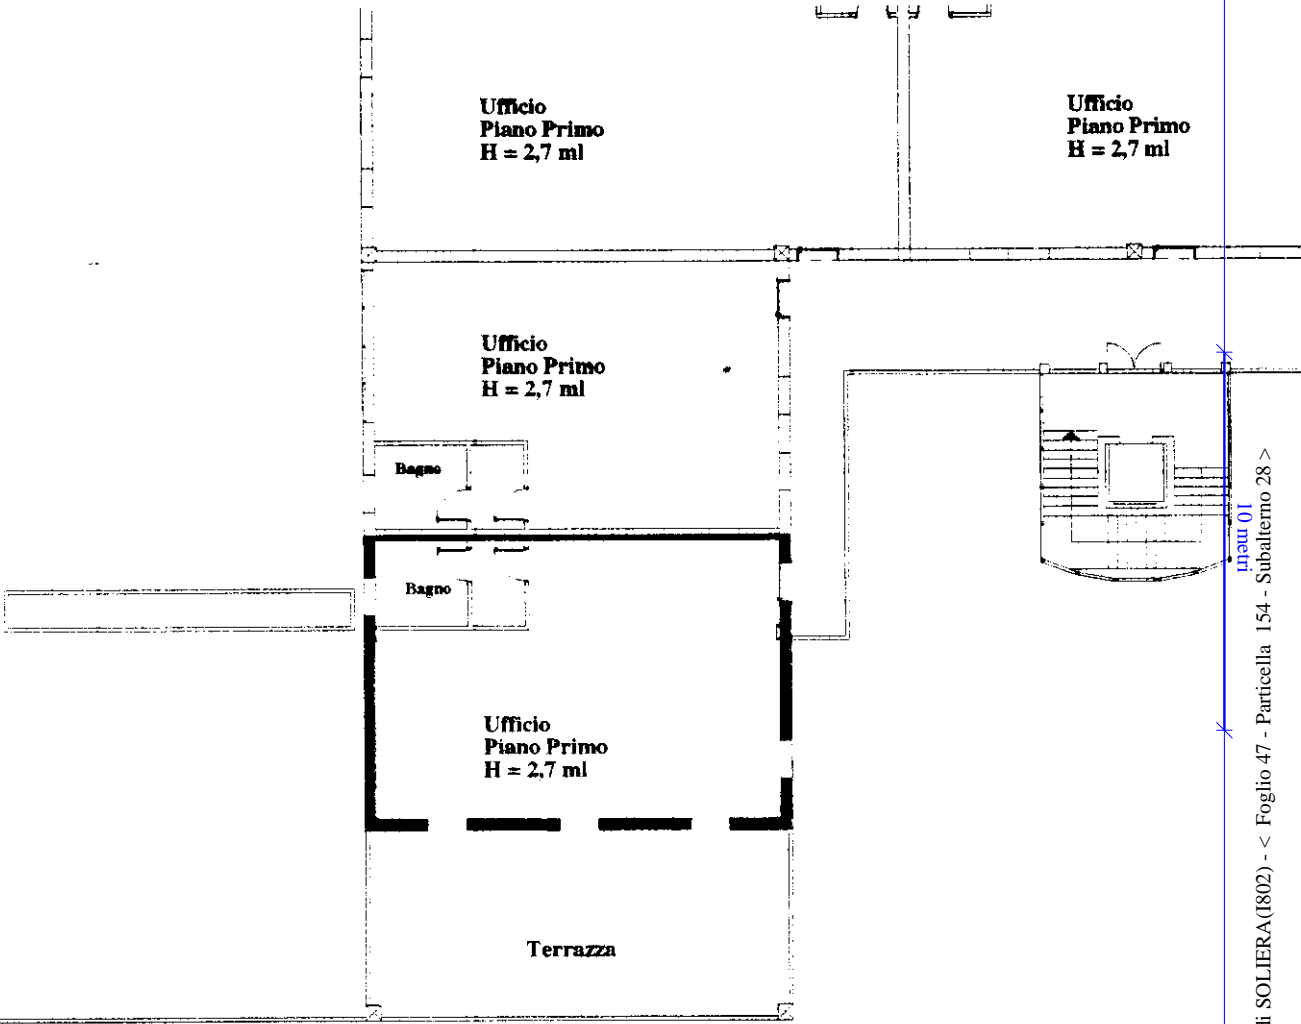 Ufficio
Piano Primo
H = 2,7 ml
Ufficio
Piano Primo
H = 2,7 ml
Ufficio
Piano Primo
H = 2,7 ml
Bagno
Bagno
Ufficio
Piano Primo
H = 2,7 ml
Terrazza
10 metri
SOLIERA(I802) - < Foglio 47 - Particella 154 - Subalterno 28 >